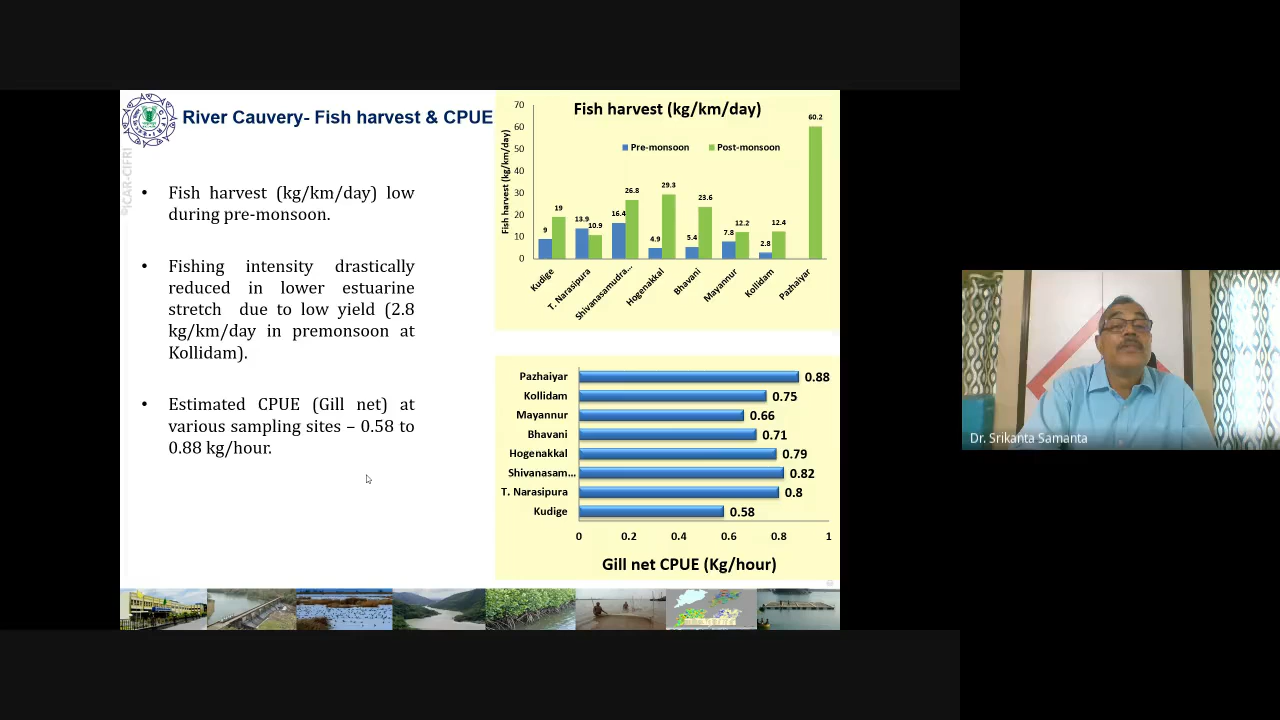 River Cauvery- Fish harvest & CPUE
©ICAR-CIFRI
• Fish harvest (kg/km/day) low
during pre-monsoon.
• Fishing intensity drastically
reduced in lower estuarine
stretch due to low yield (2.8
kg/km/day in premonsoon at
Kollidam).
• Estimated CPUE (Gill net) at
various sampling sites – 0.58 to
0.88 kg/hour.
Fish harvest (kg/km/day)
Pre-monsoon Post-monsoon
Fish harvest (kg/km/day)
70
60
50
40
30
20
10
0
9 19
13.9 10.9
16.4 26.8
4.9 29.3
5.4 23.6
7.8 12.2
2.8 12.4
60.2
Kudige
T. Narasipura
Shivanasamudra...
Hogenakkal
Bhavani
Mayannur
Kollidam
Pazhaiyar
Pazhaiyar 0.88
Kollidam 0.75
Mayannur 0.66
Bhavani 0.71
Hogenakkal 0.79
Shivanasam... 0.82
T. Narasipura 0.8
Kudige 0.58
0 0.2 0.4 0.6 0.8 1
Gill net CPUE (Kg/hour)
Dr. Srikanta Samanta